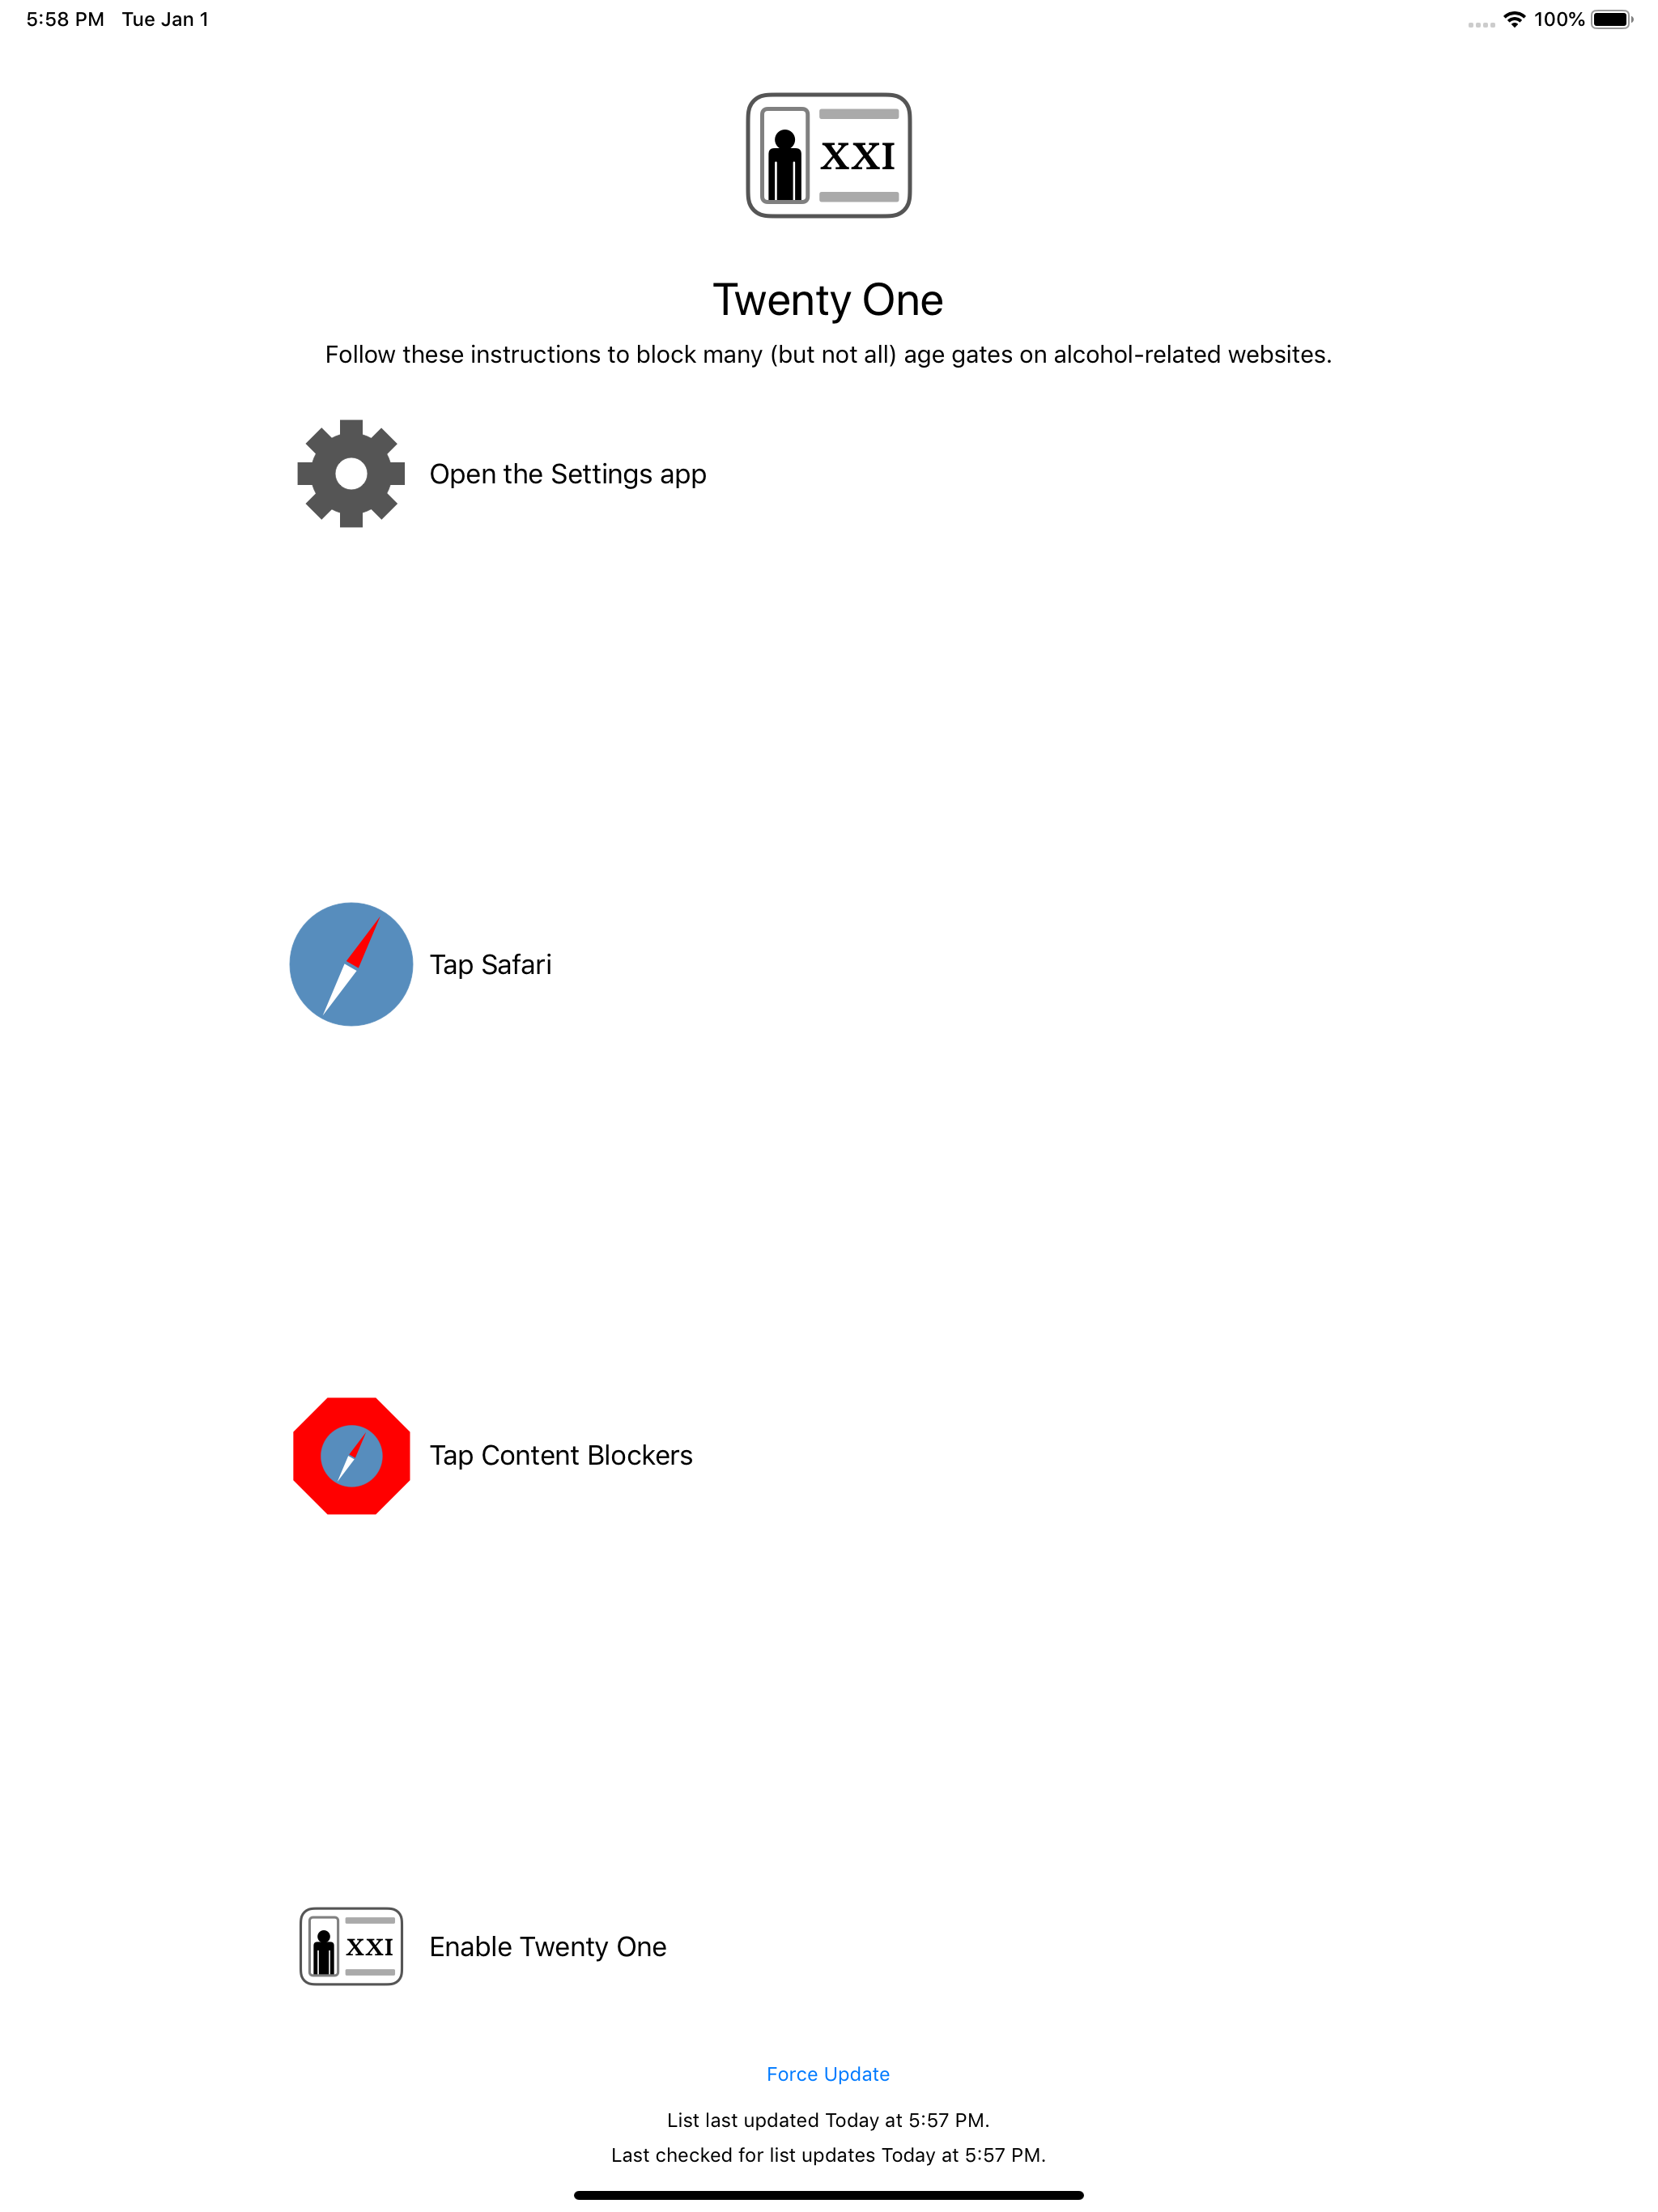 5:58 PM Tue Jan 1
100%
XXI
Twenty One
Follow these instructions to block many (but not all) age gates on alcohol-related websites.
Open the Settings app
Tap Safari
Tap Content Blockers
XXI
Enable Twenty One
Force Update
List last updated Today at 5:57 PM.
Last checked for list updates Today at 5:57 PM.